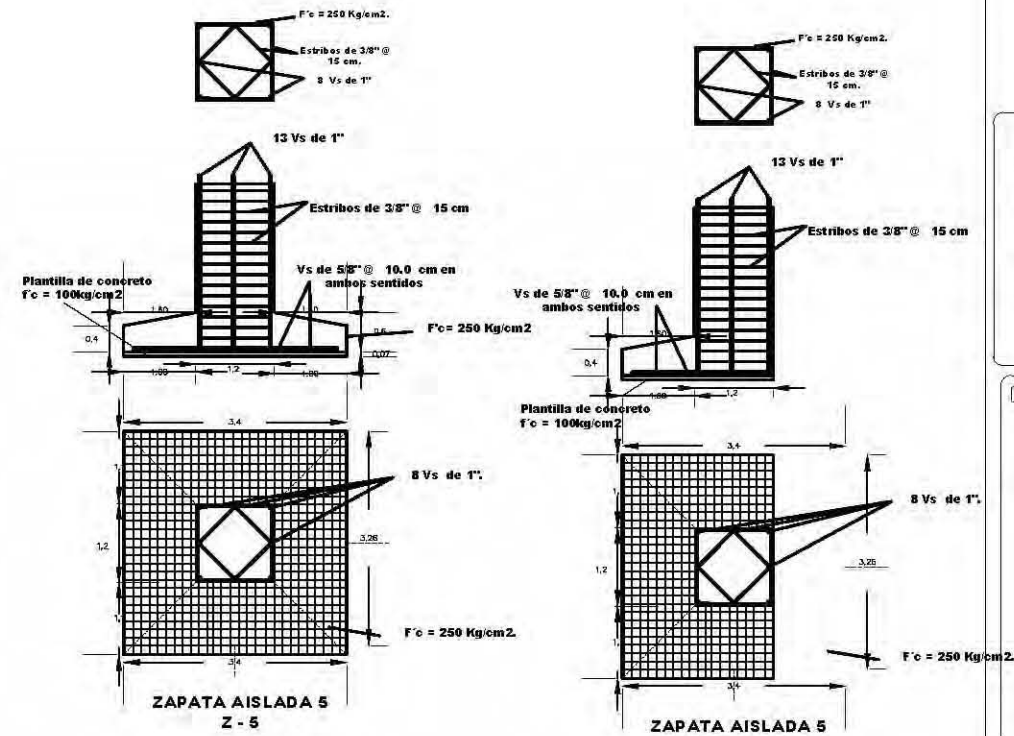 F'c = 250 Kg/cm2.
Estribos de 3/8" @
15 cm.
8 Vs de 1"
13 Vs de 1"
Estribos de 3/8" @ 15 cm
Plantilla de concreto
f'c = 100kg/cm2
Vs de 5/8" @ 10.0 cm en
ambos sentidos
F'c= 250 Kg/cm2
0,4
0,07
1,2
3,4
8 Vs de 1".
1,2
3,26
F'c = 250 Kg/cm2.
3,4
ZAPATA AISLADA 5
Z - 5
F'c = 250 Kg/cm2.
Estribos de 3/8" @
15 cm.
8 Vs de 1"
13 Vs de 1"
Estribos de 3/8" @ 15 cm
Vs de 5/8" @ 10.0 cm en
ambos sentidos
0,4
1,2
Plantilla de concreto
f'c = 100kg/cm2
3,4
8 Vs de 1".
1,2
3,26
F'c = 250 Kg/cm2.
3,4
ZAPATA AISLADA 5